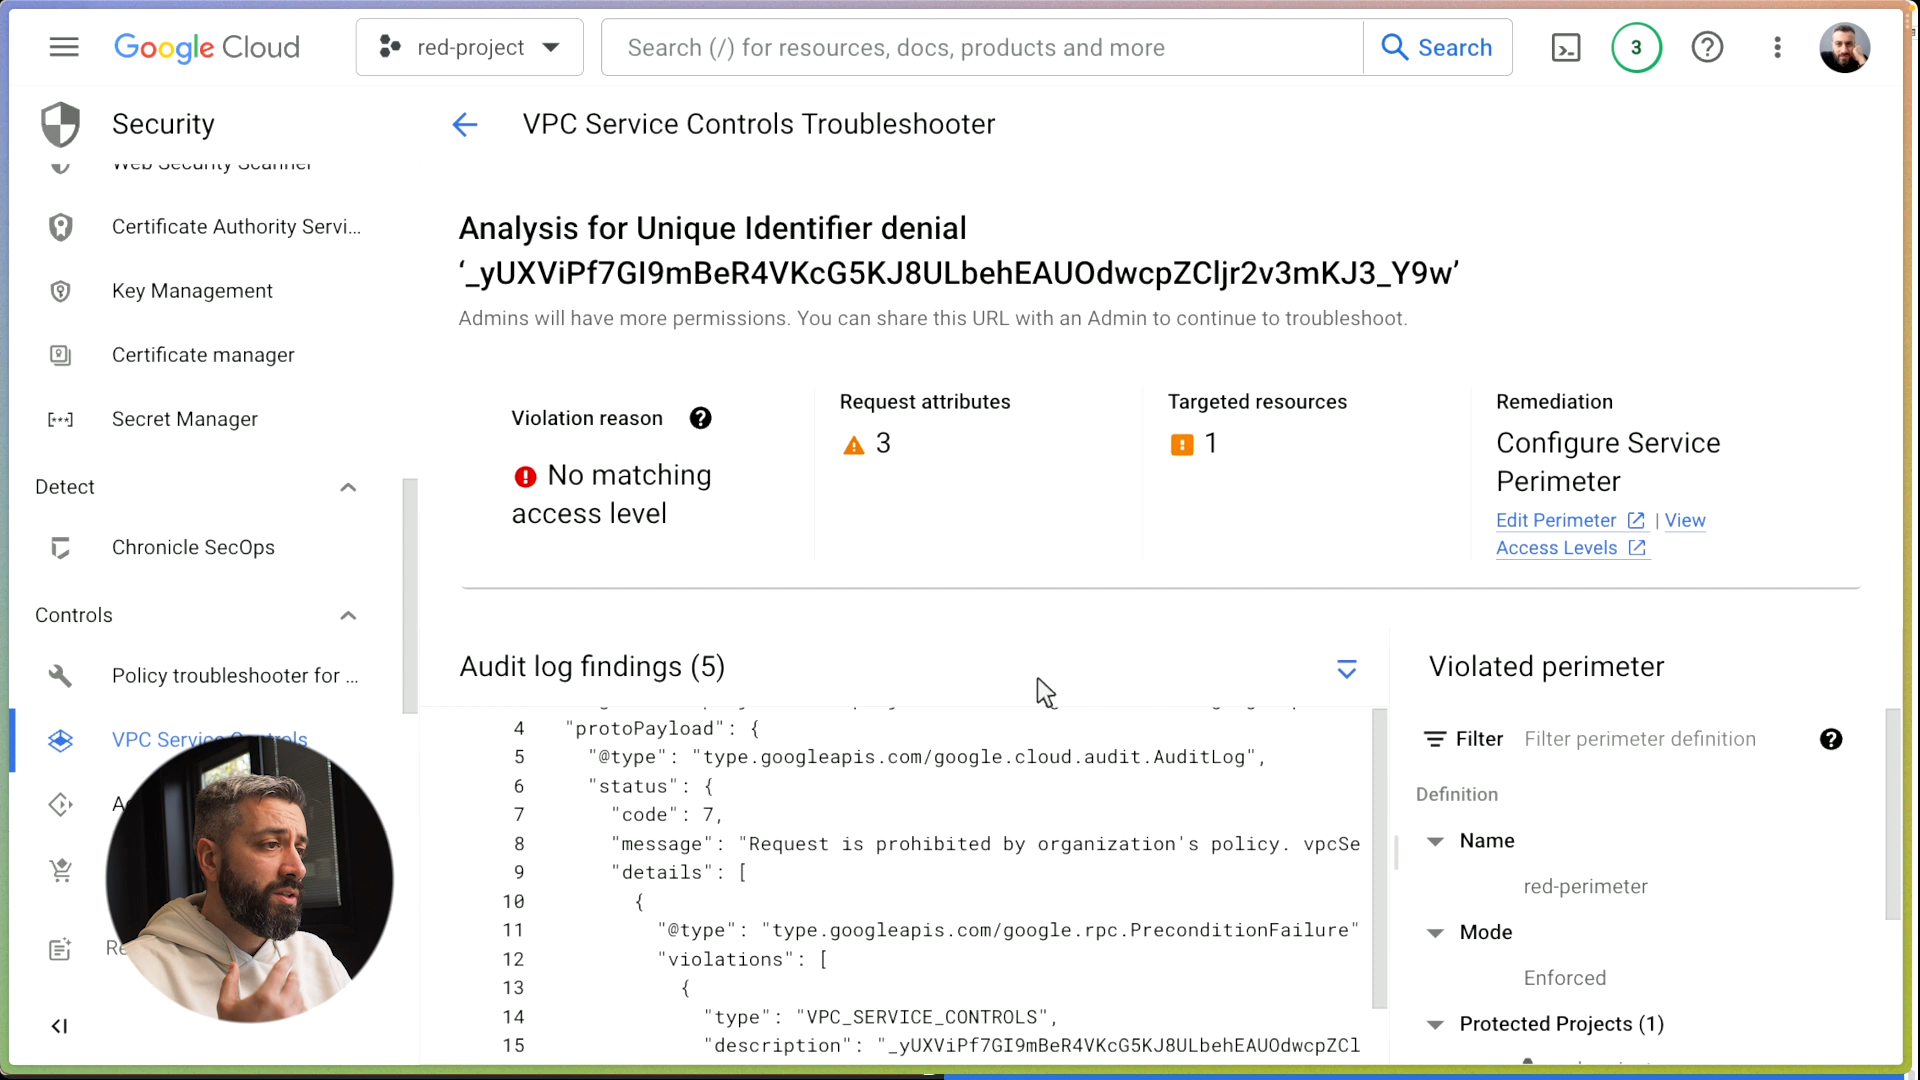 Google Cloud
red-project
Search (/) for resources, docs, products and more
Search
3
Security
VPC Service Controls Troubleshooter
Web Security Scanner
Certificate Authority Servi...
Key Management
Certificate manager
Secret Manager
Detect
Chronicle SecOps
Controls
Policy troubleshooter for ...
VPC Service Controls
Analysis for Unique Identifier denial
‘_yUXViPf7GI9mBeR4VKcG5KJ8ULbehEAUOdwcpZCljr2v3mKJ3_Y9w’
Admins will have more permissions. You can share this URL with an Admin to continue to troubleshoot.
Violation reason
No matching
access level
Request attributes
3
Targeted resources
1
Remediation
Configure Service
Perimeter
Edit Perimeter | View
Access Levels
Audit log findings (5)
4 "protoPayload": {
5 "@type": "type.googleapis.com/google.cloud.audit.AuditLog",
6 "status": {
7 "code": 7,
8 "message": "Request is prohibited by organization's policy. vpcSe
9 "details": [
10 {
11 "@type": "type.googleapis.com/google.rpc.PreconditionFailure"
12 "violations": [
13 {
14 "type": "VPC_SERVICE_CONTROLS",
15 "description": "_yUXViPf7GI9mBeR4VKcG5KJ8ULbehEAUOdwcpZCl
Violated perimeter
Filter Filter perimeter definition
Definition
Name
red-perimeter
Mode
Enforced
Protected Projects (1)